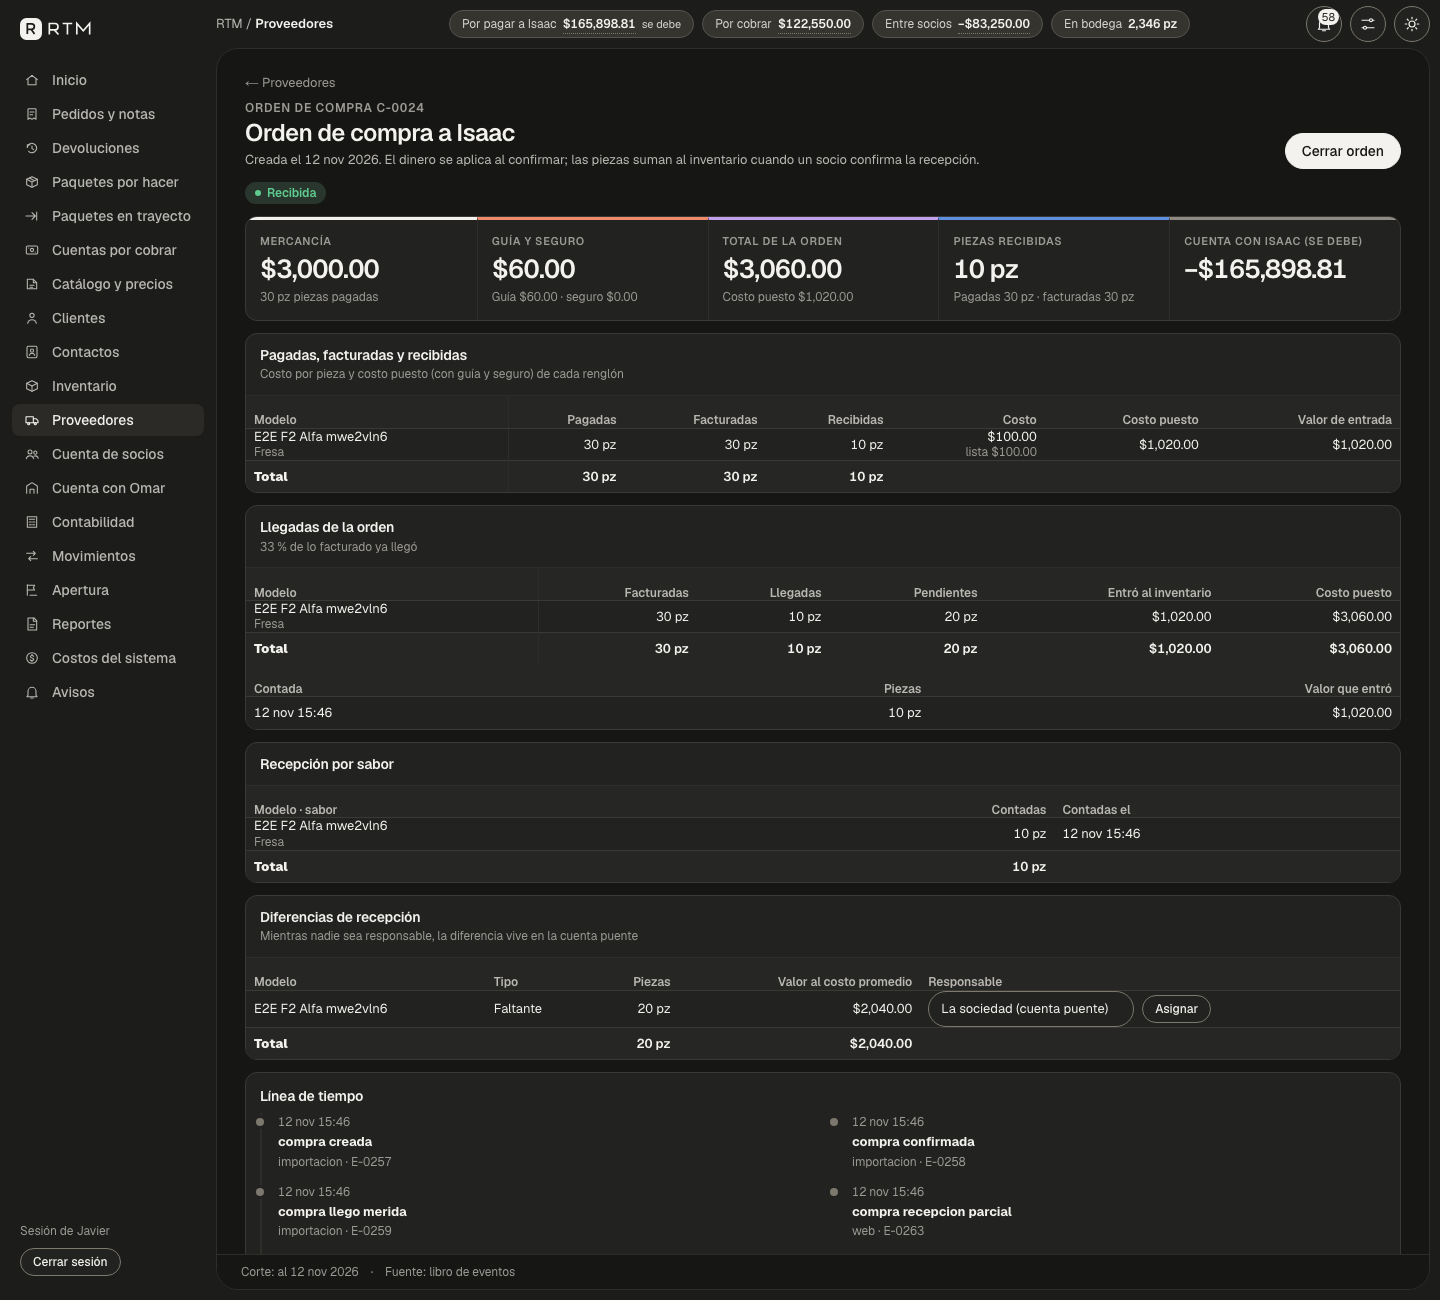 R RTM
Inicio
Pedidos y notas
Devoluciones
Paquetes por hacer
Paquetes en trayecto
Cuentas por cobrar
Catálogo y precios
Clientes
Contactos
Inventario
Proveedores
Cuenta de socios
Cuenta con Omar
Contabilidad
Movimientos
Apertura
Reportes
Costos del sistema
Avisos
Sesión de Javier
Cerrar sesión
RTM / Proveedores
Por pagar a Isaac $165,898.81 se debe
Por cobrar $122,550.00
Entre socios −$83,250.00
En bodega 2,346 pz
58
← Proveedores
ORDEN DE COMPRA C-0024
Orden de compra a Isaac
Creada el 12 nov 2026. El dinero se aplica al confirmar; las piezas suman al inventario cuando un socio confirma la recepción.
Cerrar orden
Recibida
MERCANCÍA
$3,000.00
30 pz piezas pagadas
GUÍA Y SEGURO
$60.00
Guía $60.00 · seguro $0.00
TOTAL DE LA ORDEN
$3,060.00
Costo puesto $1,020.00
PIEZAS RECIBIDAS
10 pz
Pagadas 30 pz · facturadas 30 pz
CUENTA CON ISAAC (SE DEBE)
−$165,898.81
Pagadas, facturadas y recibidas
Costo por pieza y costo puesto (con guía y seguro) de cada renglón
Modelo Pagadas Facturadas Recibidas Costo Costo puesto Valor de entrada
E2E F2 Alfa mwe2vln6 30 pz 30 pz 10 pz $100.00 $1,020.00 $1,020.00
Fresa lista $100.00
Total 30 pz 30 pz 10 pz
Llegadas de la orden
33 % de lo facturado ya llegó
Modelo Facturadas Llegadas Pendientes Entró al inventario Costo puesto
E2E F2 Alfa mwe2vln6 30 pz 10 pz 20 pz $1,020.00 $3,060.00
Fresa
Total 30 pz 10 pz 20 pz $1,020.00 $3,060.00
Contada Piezas Valor que entró
12 nov 15:46 10 pz $1,020.00
Recepción por sabor
Modelo · sabor Contadas Contadas el
E2E F2 Alfa mwe2vln6 10 pz 12 nov 15:46
Fresa
Total 10 pz
Diferencias de recepción
Mientras nadie sea responsable, la diferencia vive en la cuenta puente
Modelo Tipo Piezas Valor al costo promedio Responsable
E2E F2 Alfa mwe2vln6 Faltante 20 pz $2,040.00 La sociedad (cuenta puente) Asignar
Total 20 pz $2,040.00
Línea de tiempo
12 nov 15:46
compra creada
importacion · E-0257
12 nov 15:46
compra confirmada
importacion · E-0258
12 nov 15:46
compra llego merida
importacion · E-0259
12 nov 15:46
compra recepcion parcial
web · E-0263
Corte: al 12 nov 2026 · Fuente: libro de eventos